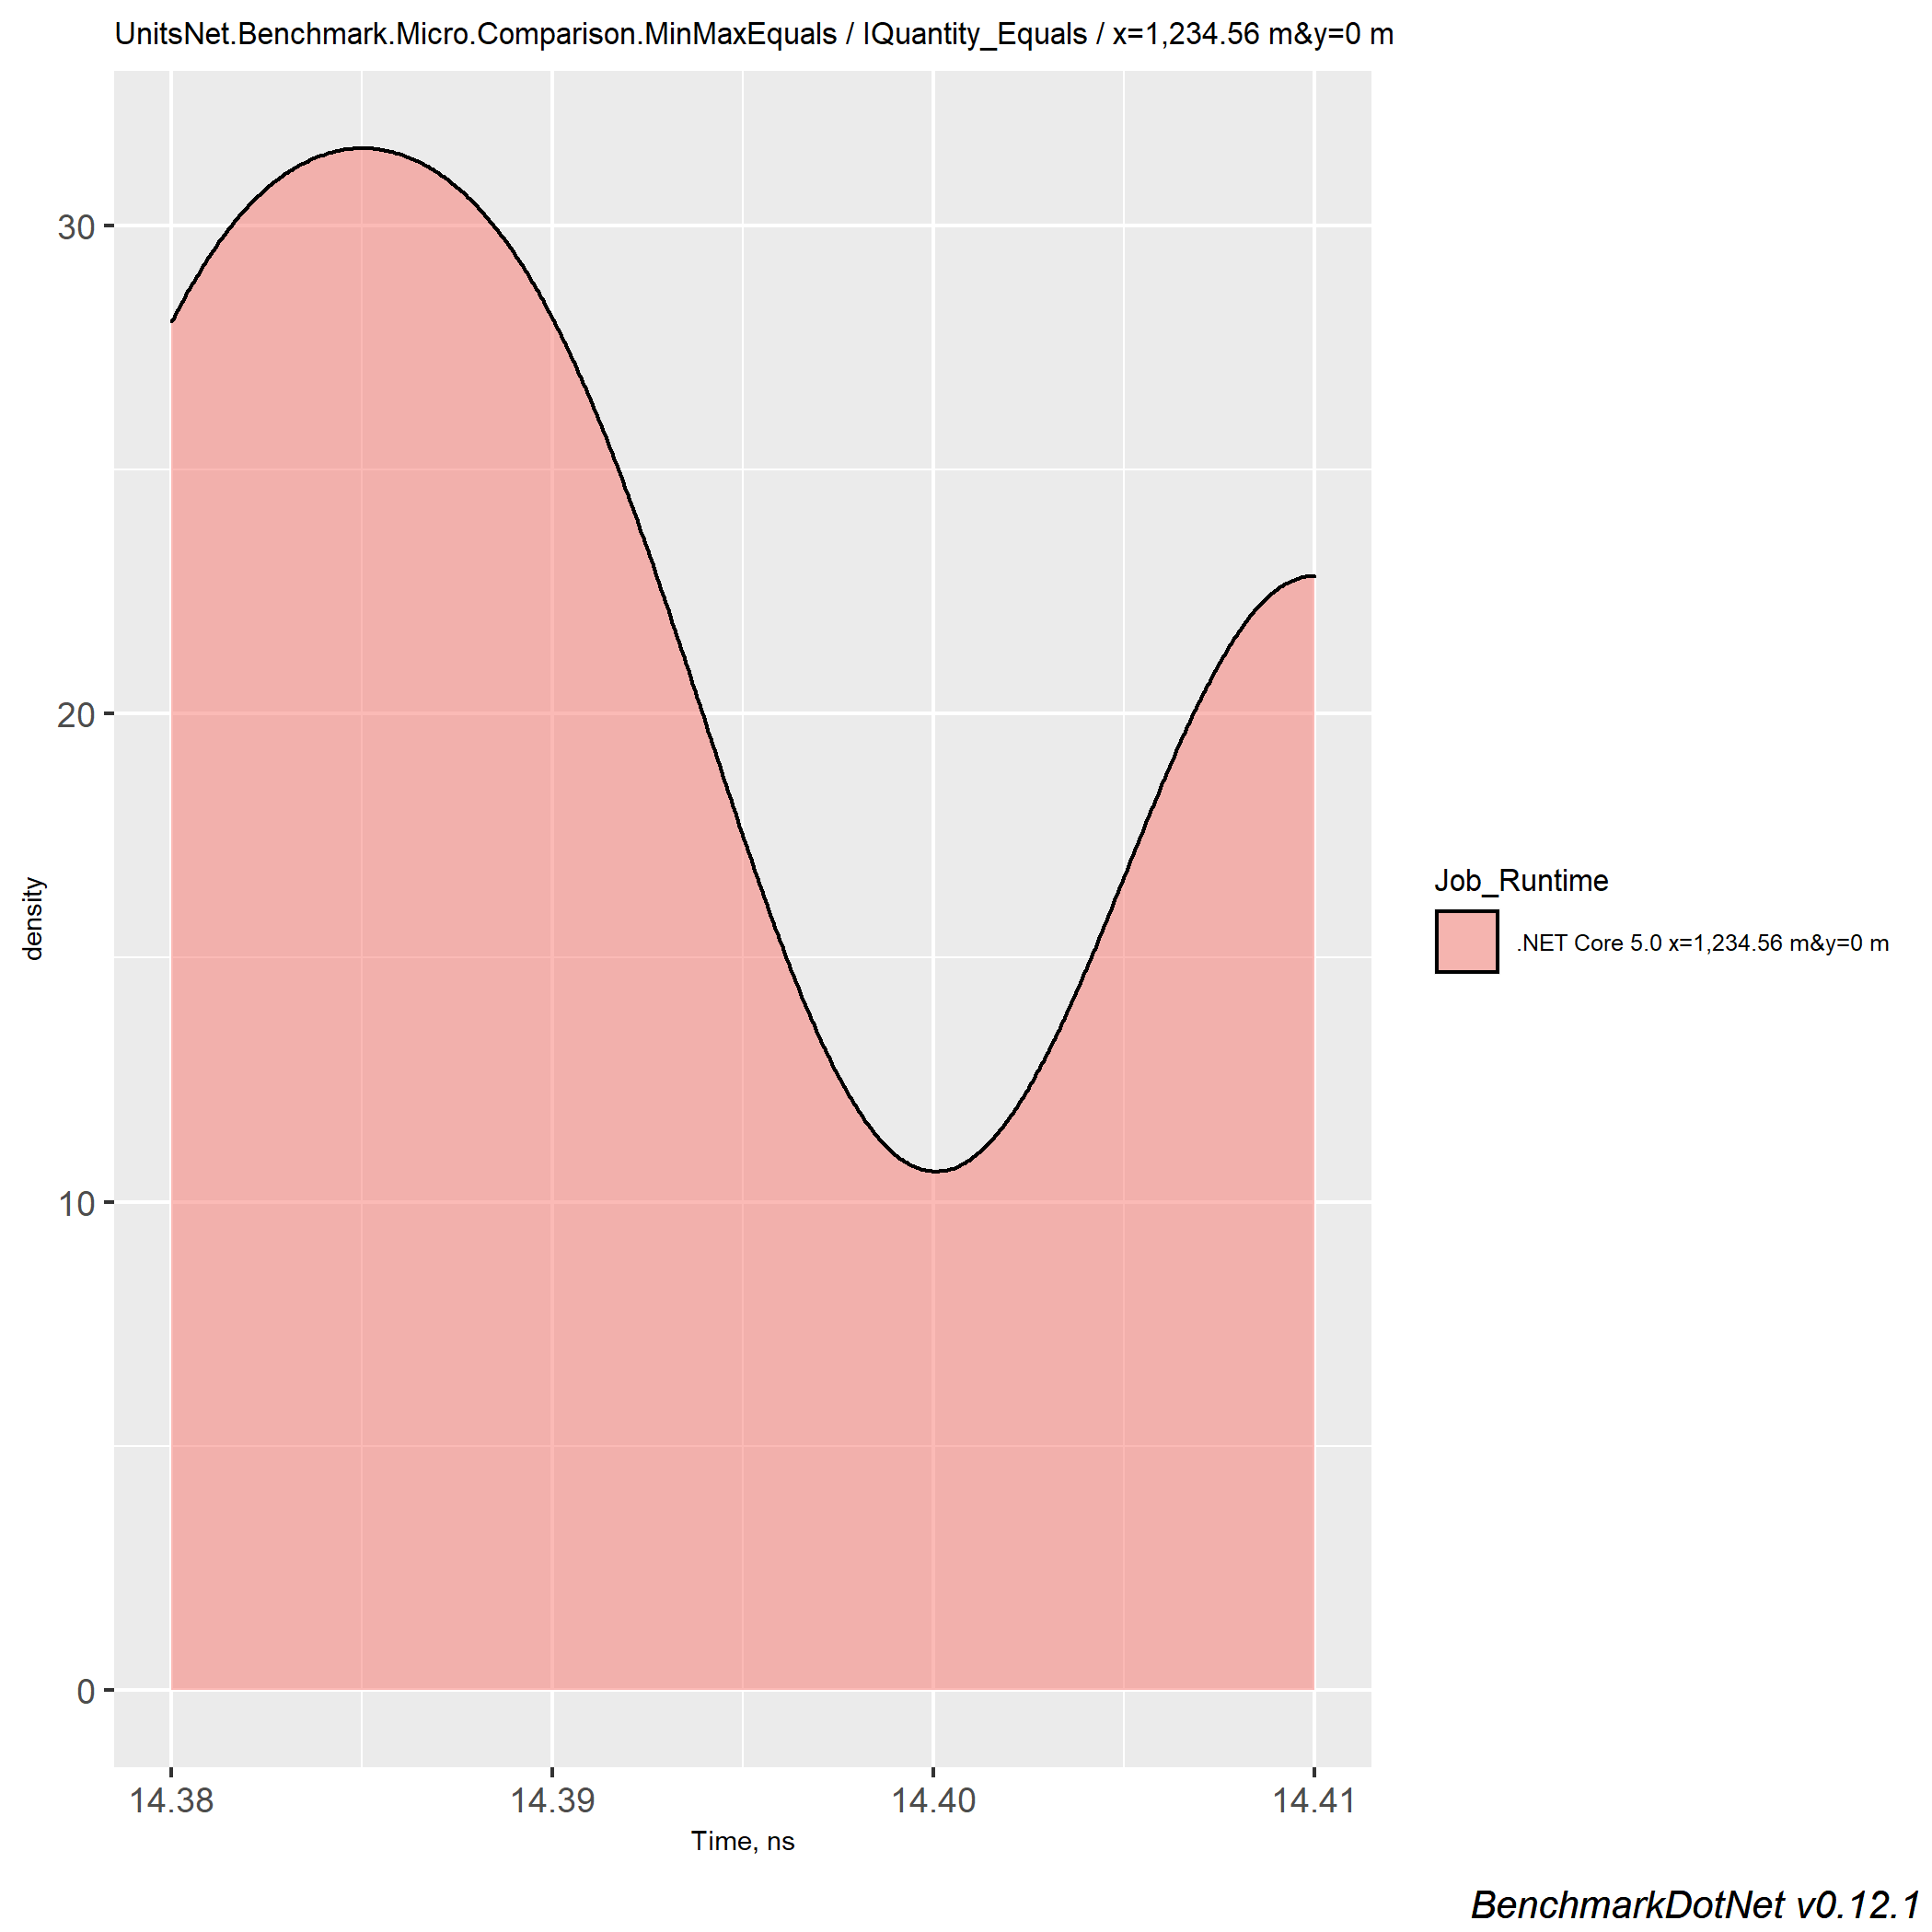 UnitsNet.Benchmark.Micro.Comparison.MinMaxEquals / IQuantity_Equals / x=1,234.56 m&y=0 m
30
20
10
0
density
14.38
14.39
14.40
14.41
Time, ns
Job_Runtime
.NET Core 5.0 x=1,234.56 m&y=0 m
BenchmarkDotNet v0.12.1